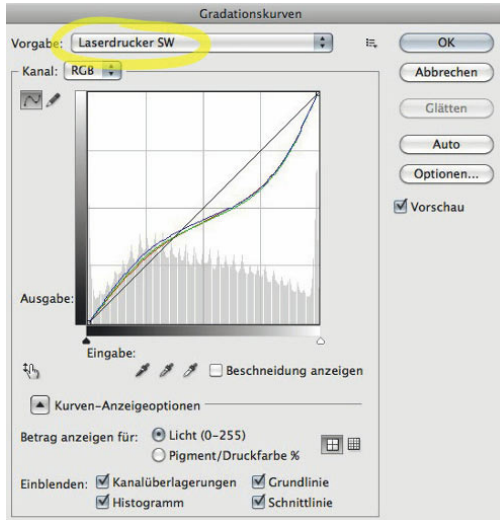 Gradationskurven
Vorgabe: Laserdrucker SW
OK
Kanal: RGB
Abbrechen
Glätten
Auto
Optionen...
Vorschau
Ausgabe:
Eingabe:
Beschneidung anzeigen
Kurven-Anzeigeoptionen
Betrag anzeigen für: Licht (0-255)
Pigment/Druckfarbe %
Einblenden: Kanalüberlagerungen Grundlinie
Histogramm Schnittlinie